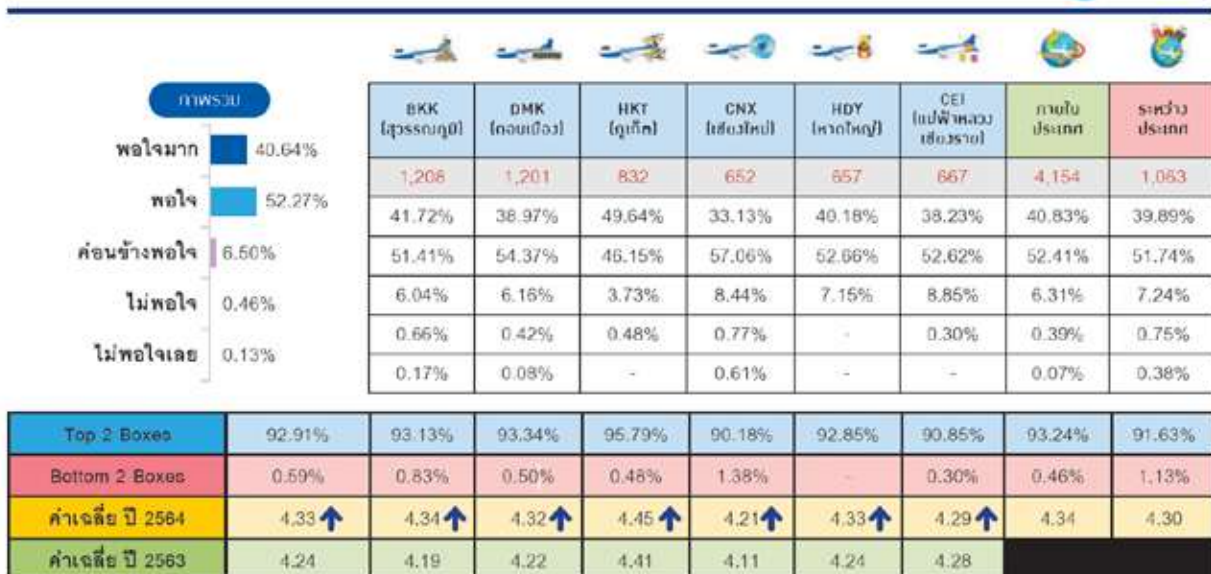 ภาพรวม
พอใจมาก 40.64%
พอใจ 52.27%
ค่อนข้างพอใจ 6.50%
ไม่พอใจ 0.46%
ไม่พอใจเลย 0.13%
BKK (สุวรรณภูมิ) DMK (ดอนเมือง) HKT (ภูเก็ต) CNX (เชียงใหม่) HDY (หาดใหญ่) CEI (แม่ฟ้าหลวง เชียงราย) ภายใน ประเทศ ระหว่าง ประเทศ
1,208 1,201 832 652 657 667 4,154 1,063
41.72% 38.97% 49.64% 33.13% 40.18% 38.23% 40.83% 39.89%
51.41% 54.37% 46.15% 57.06% 52.66% 52.62% 52.41% 51.74%
6.04% 6.16% 3.73% 8.44% 7.15% 8.85% 6.31% 7.24%
0.66% 0.42% 0.48% 0.77% - 0.30% 0.39% 0.75%
0.17% 0.08% - 0.61% - - 0.07% 0.38%
Top 2 Boxes 92.91% 93.13% 93.34% 95.79% 90.18% 92.85% 90.85% 93.24% 91.63%
Bottom 2 Boxes 0.59% 0.83% 0.50% 0.48% 1.38% - 0.30% 0.46% 1.13%
ค่าเฉลี่ย ปี 2564 4.33 4.34 4.32 4.45 4.21 4.33 4.29 4.34 4.30
ค่าเฉลี่ย ปี 2563 4.24 4.19 4.22 4.41 4.11 4.24 4.28